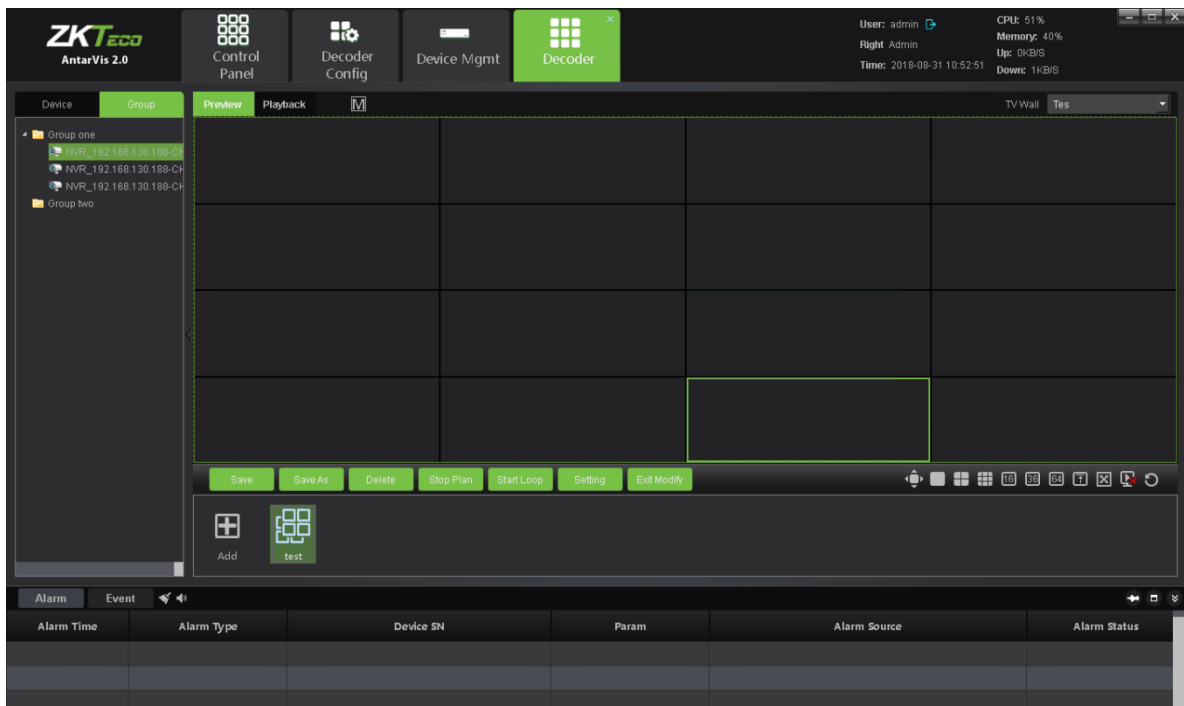 ZKTECO
AntarVis 2.0
Control
Panel
Decoder
Config
Device Mgmt
Decoder
User: admin
Right Admin
Time: 2018-08-31 10:52:51
CPU: 51%
Memory: 40%
Up: 0KB/S
Down: 1KB/S
Device Group
Preview Playback M
TV Wall Tes
Group one
NVR_192.168.130.188-CH
NVR_192.168.130.188-CH
NVR_192.168.130.188-CH
Group two
Save Save As Delete Stop Plan Start Loop Setting Exit Modify
16 36 64
Add
test
Alarm Event
Alarm Time Alarm Type Device SN Param Alarm Source Alarm Status